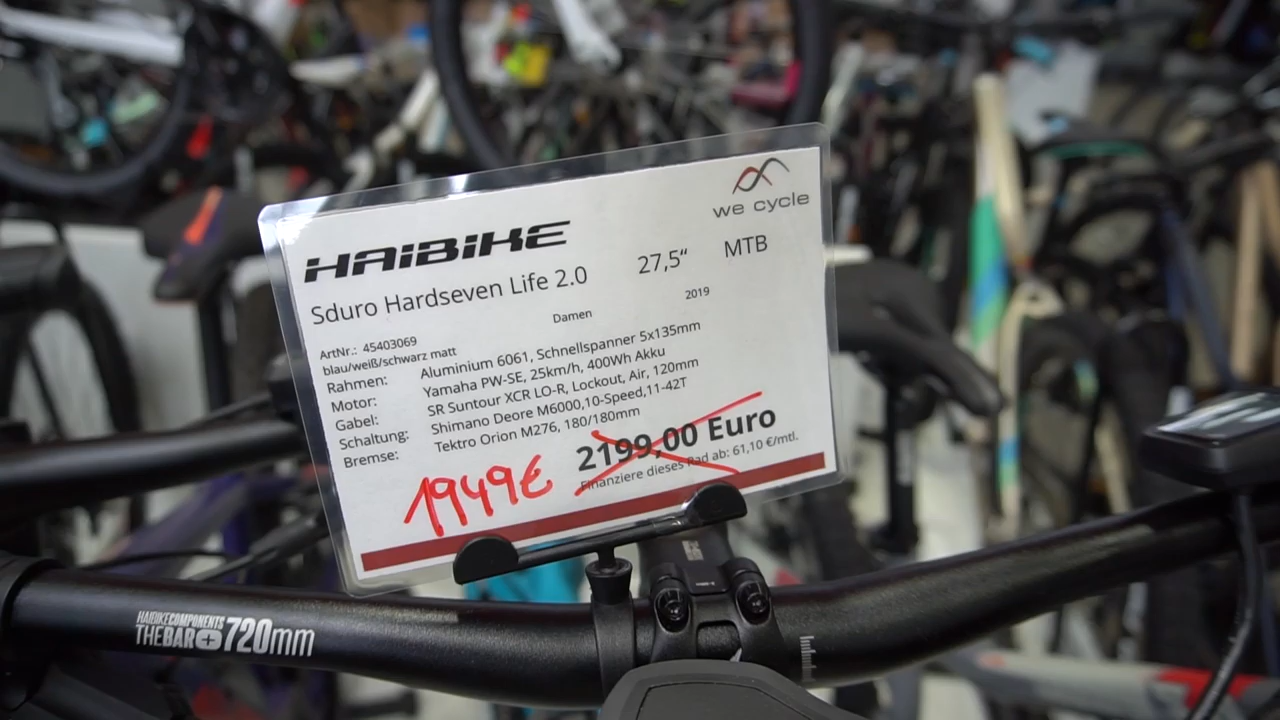 we cycle
HAIBIKE
Sduro Hardseven Life 2.0 27,5“ MTB
Damen 2019
ArtNr.: 45403069
blau/weiß/schwarz matt
Rahmen: Aluminium 6061, Schnellspanner 5x135mm
Motor: Yamaha PW-SE, 25km/h, 400Wh Akku
Gabel: SR Suntour XCR LO-R, Lockout, Air, 120mm
Schaltung: Shimano Deore M6000,10-Speed,11-42T
Bremse: Tektro Orion M276, 180/180mm
2199,00 Euro
Finanziere dieses Rad ab: 61,10 €/mtl.
1949€
HAIBIKECOMPONENTS
THEBAR+720mm